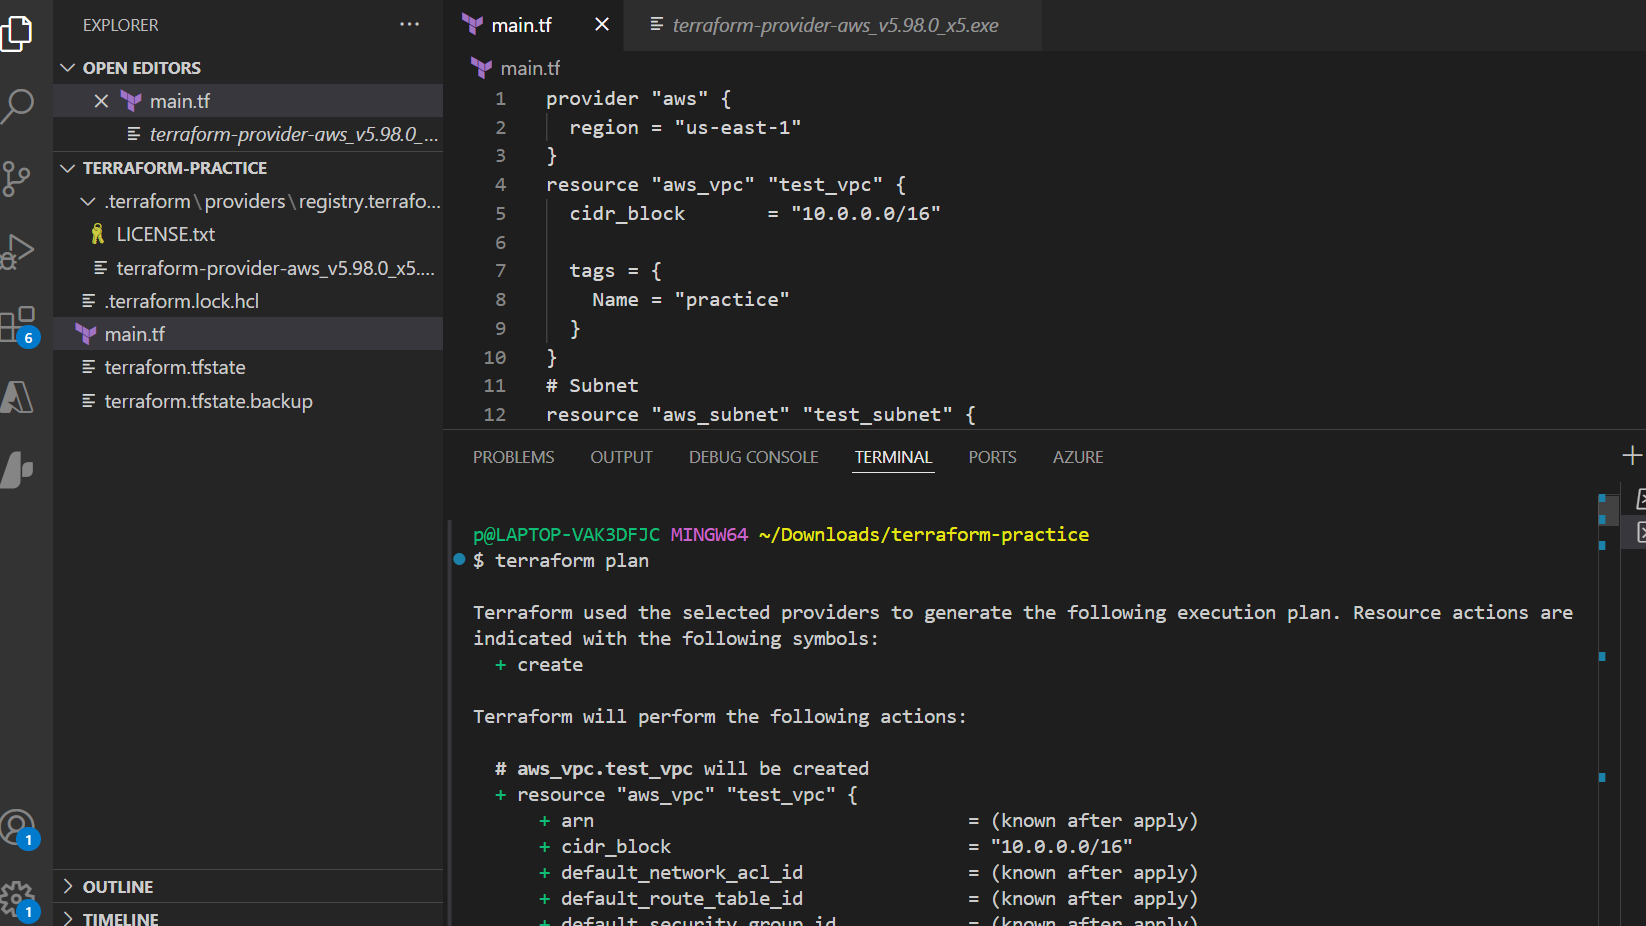 EXPLORER
OPEN EDITORS
main.tf
terraform-provider-aws_v5.98.0_...
TERRAFORM-PRACTICE
.terraform\providers\registry.terrafo...
LICENSE.txt
terraform-provider-aws_v5.98.0_x5....
.terraform.lock.hcl
main.tf
terraform.tfstate
terraform.tfstate.backup
OUTLINE
TIMELINE
6
1
1
main.tf
terraform-provider-aws_v5.98.0_x5.exe
main.tf
1 provider "aws" {
2 region = "us-east-1"
3 }
4 resource "aws_vpc" "test_vpc" {
5 cidr_block = "10.0.0.0/16"
6
7 tags = {
8 Name = "practice"
9 }
10 }
11 # Subnet
12 resource "aws_subnet" "test_subnet" {
PROBLEMS OUTPUT DEBUG CONSOLE TERMINAL PORTS AZURE
p@LAPTOP-VAK3DFJC MINGW64 ~/Downloads/terraform-practice
$ terraform plan
Terraform used the selected providers to generate the following execution plan. Resource actions are
indicated with the following symbols:
+ create
Terraform will perform the following actions:
# aws_vpc.test_vpc will be created
+ resource "aws_vpc" "test_vpc" {
+ arn = (known after apply)
+ cidr_block = "10.0.0.0/16"
+ default_network_acl_id = (known after apply)
+ default_route_table_id = (known after apply)
+ default_security_group_id = (known after apply)